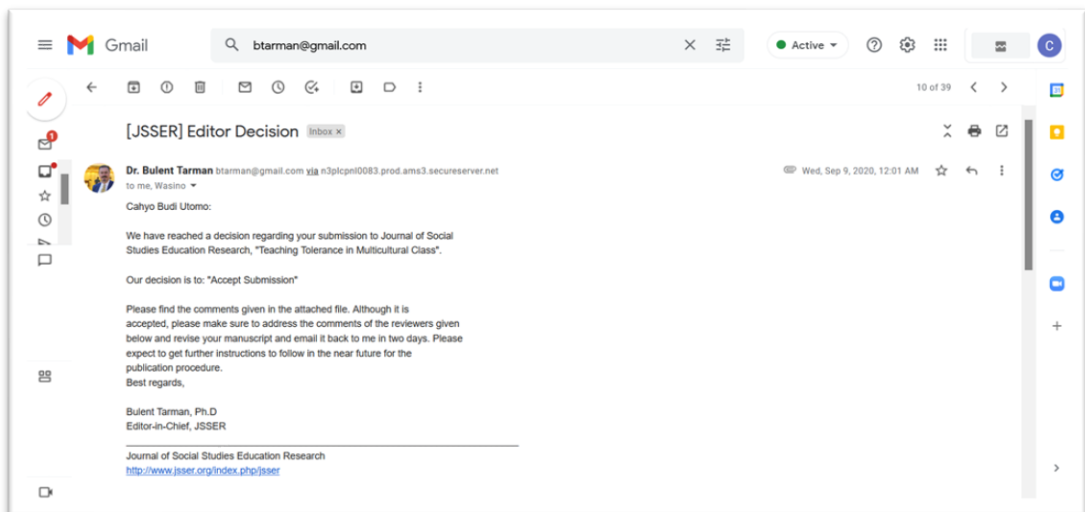 Gmail
btarman@gmail.com
Active
C
10 of 39
[JSSER] Editor Decision Inbox ×
Dr. Bulent Tarman btarman@gmail.com via n3plcpnl0083.prod.ams3.secureserver.net
Wed, Sep 9, 2020, 12:01 AM
to me, Wasino
Cahyo Budi Utomo:
We have reached a decision regarding your submission to Journal of Social
Studies Education Research, "Teaching Tolerance in Multicultural Class".
Our decision is to: "Accept Submission"
Please find the comments given in the attached file. Although it is
accepted, please make sure to address the comments of the reviewers given
below and revise your manuscript and email it back to me in two days. Please
expect to get further instructions to follow in the near future for the
publication procedure.
Best regards,
Bulent Tarman, Ph.D
Editor-in-Chief, JSSER
Journal of Social Studies Education Research
http://www.jsser.org/index.php/jsser